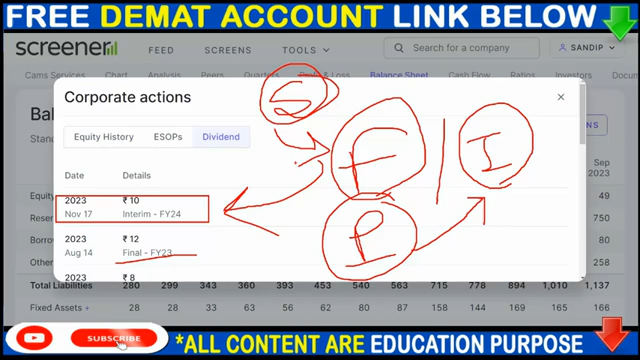 FREE DEMAT ACCOUNT LINK BELOW
screener FEED SCREENS TOOLS Search for a company SANDIP
Cams Services Chart Analysis Peers Quarters Profit & Loss Balance Sheet Cash Flow Ratios Investors Documents
Corporate actions
Equity History ESOPs Dividend
Date Details
2023 ₹ 10
Nov 17 Interim - FY24
2023 ₹ 12
Aug 14 Final - FY23
2023 ₹ 8
S
F
I
P
Sep 2023
49
Total Liabilities 280 299 343 360 393 453 540 563 715 778 894 1,010 1,137
Fixed Assets + 28 33 63 56 32 62 80 87 158 144 169 165 166
SUBSCRIBE
*ALL CONTENT ARE EDUCATION PURPOSE